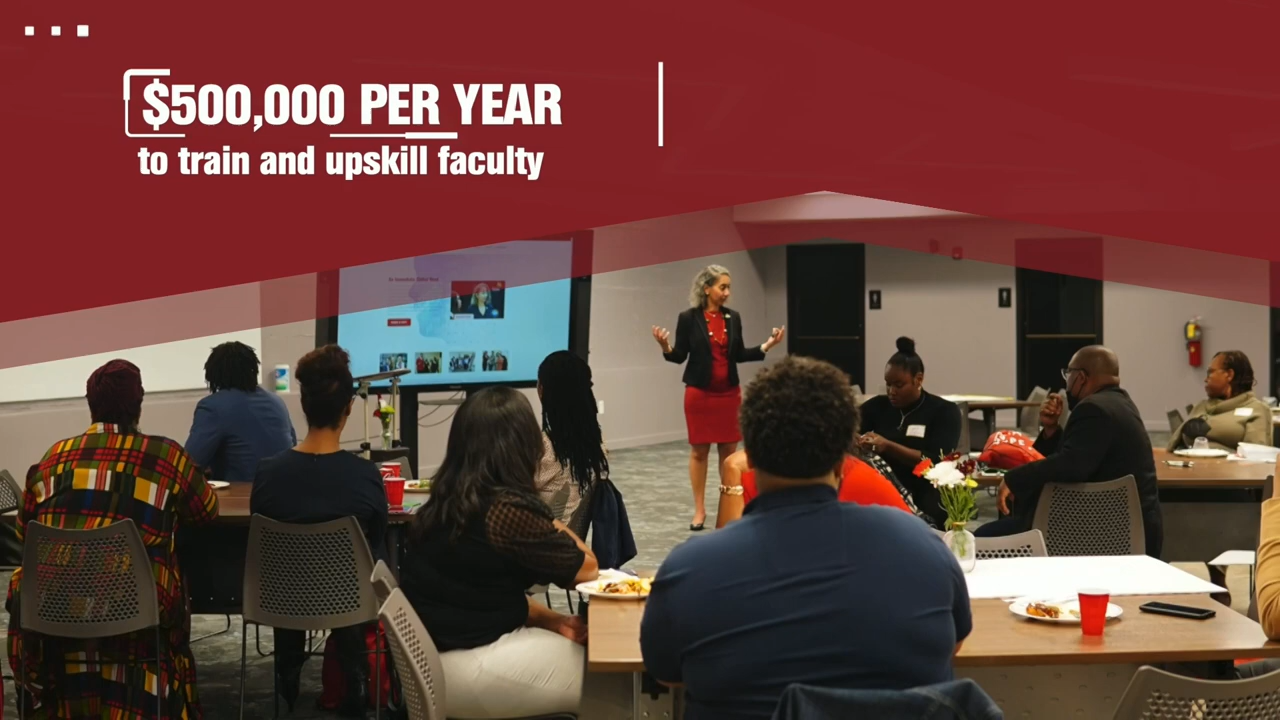 $500,000 PER YEAR
to train and upskill faculty